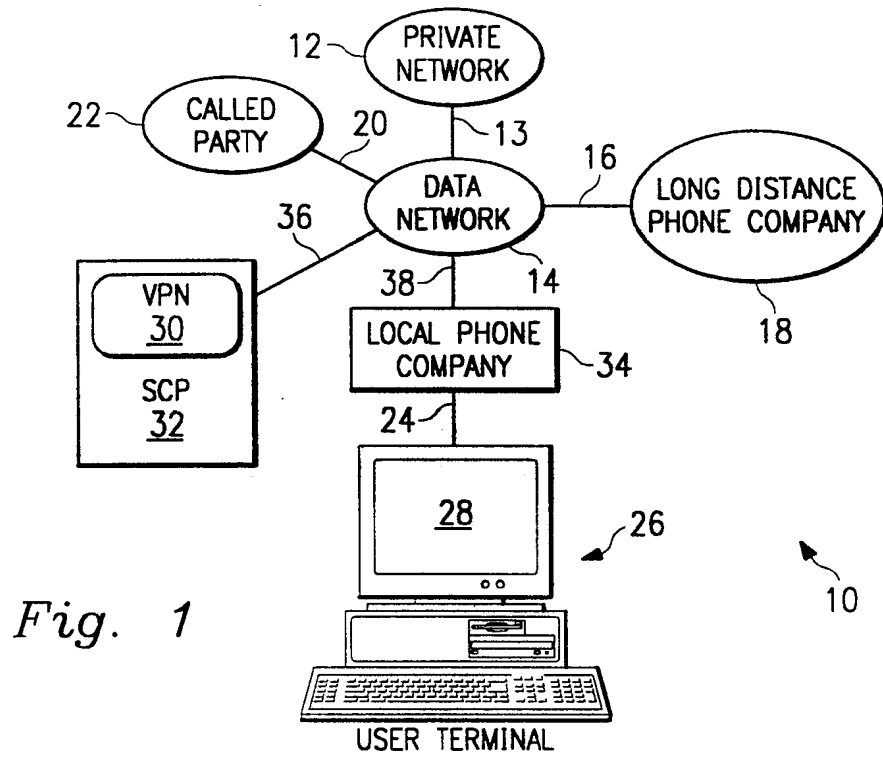 12
PRIVATE
NETWORK
13
22
CALLED
PARTY
20
DATA
NETWORK
14
16
LONG DISTANCE
PHONE COMPANY
18
36
38
VPN
30
SCP
32
LOCAL PHONE
COMPANY
34
24
28
26
10
Fig. 1
USER TERMINAL